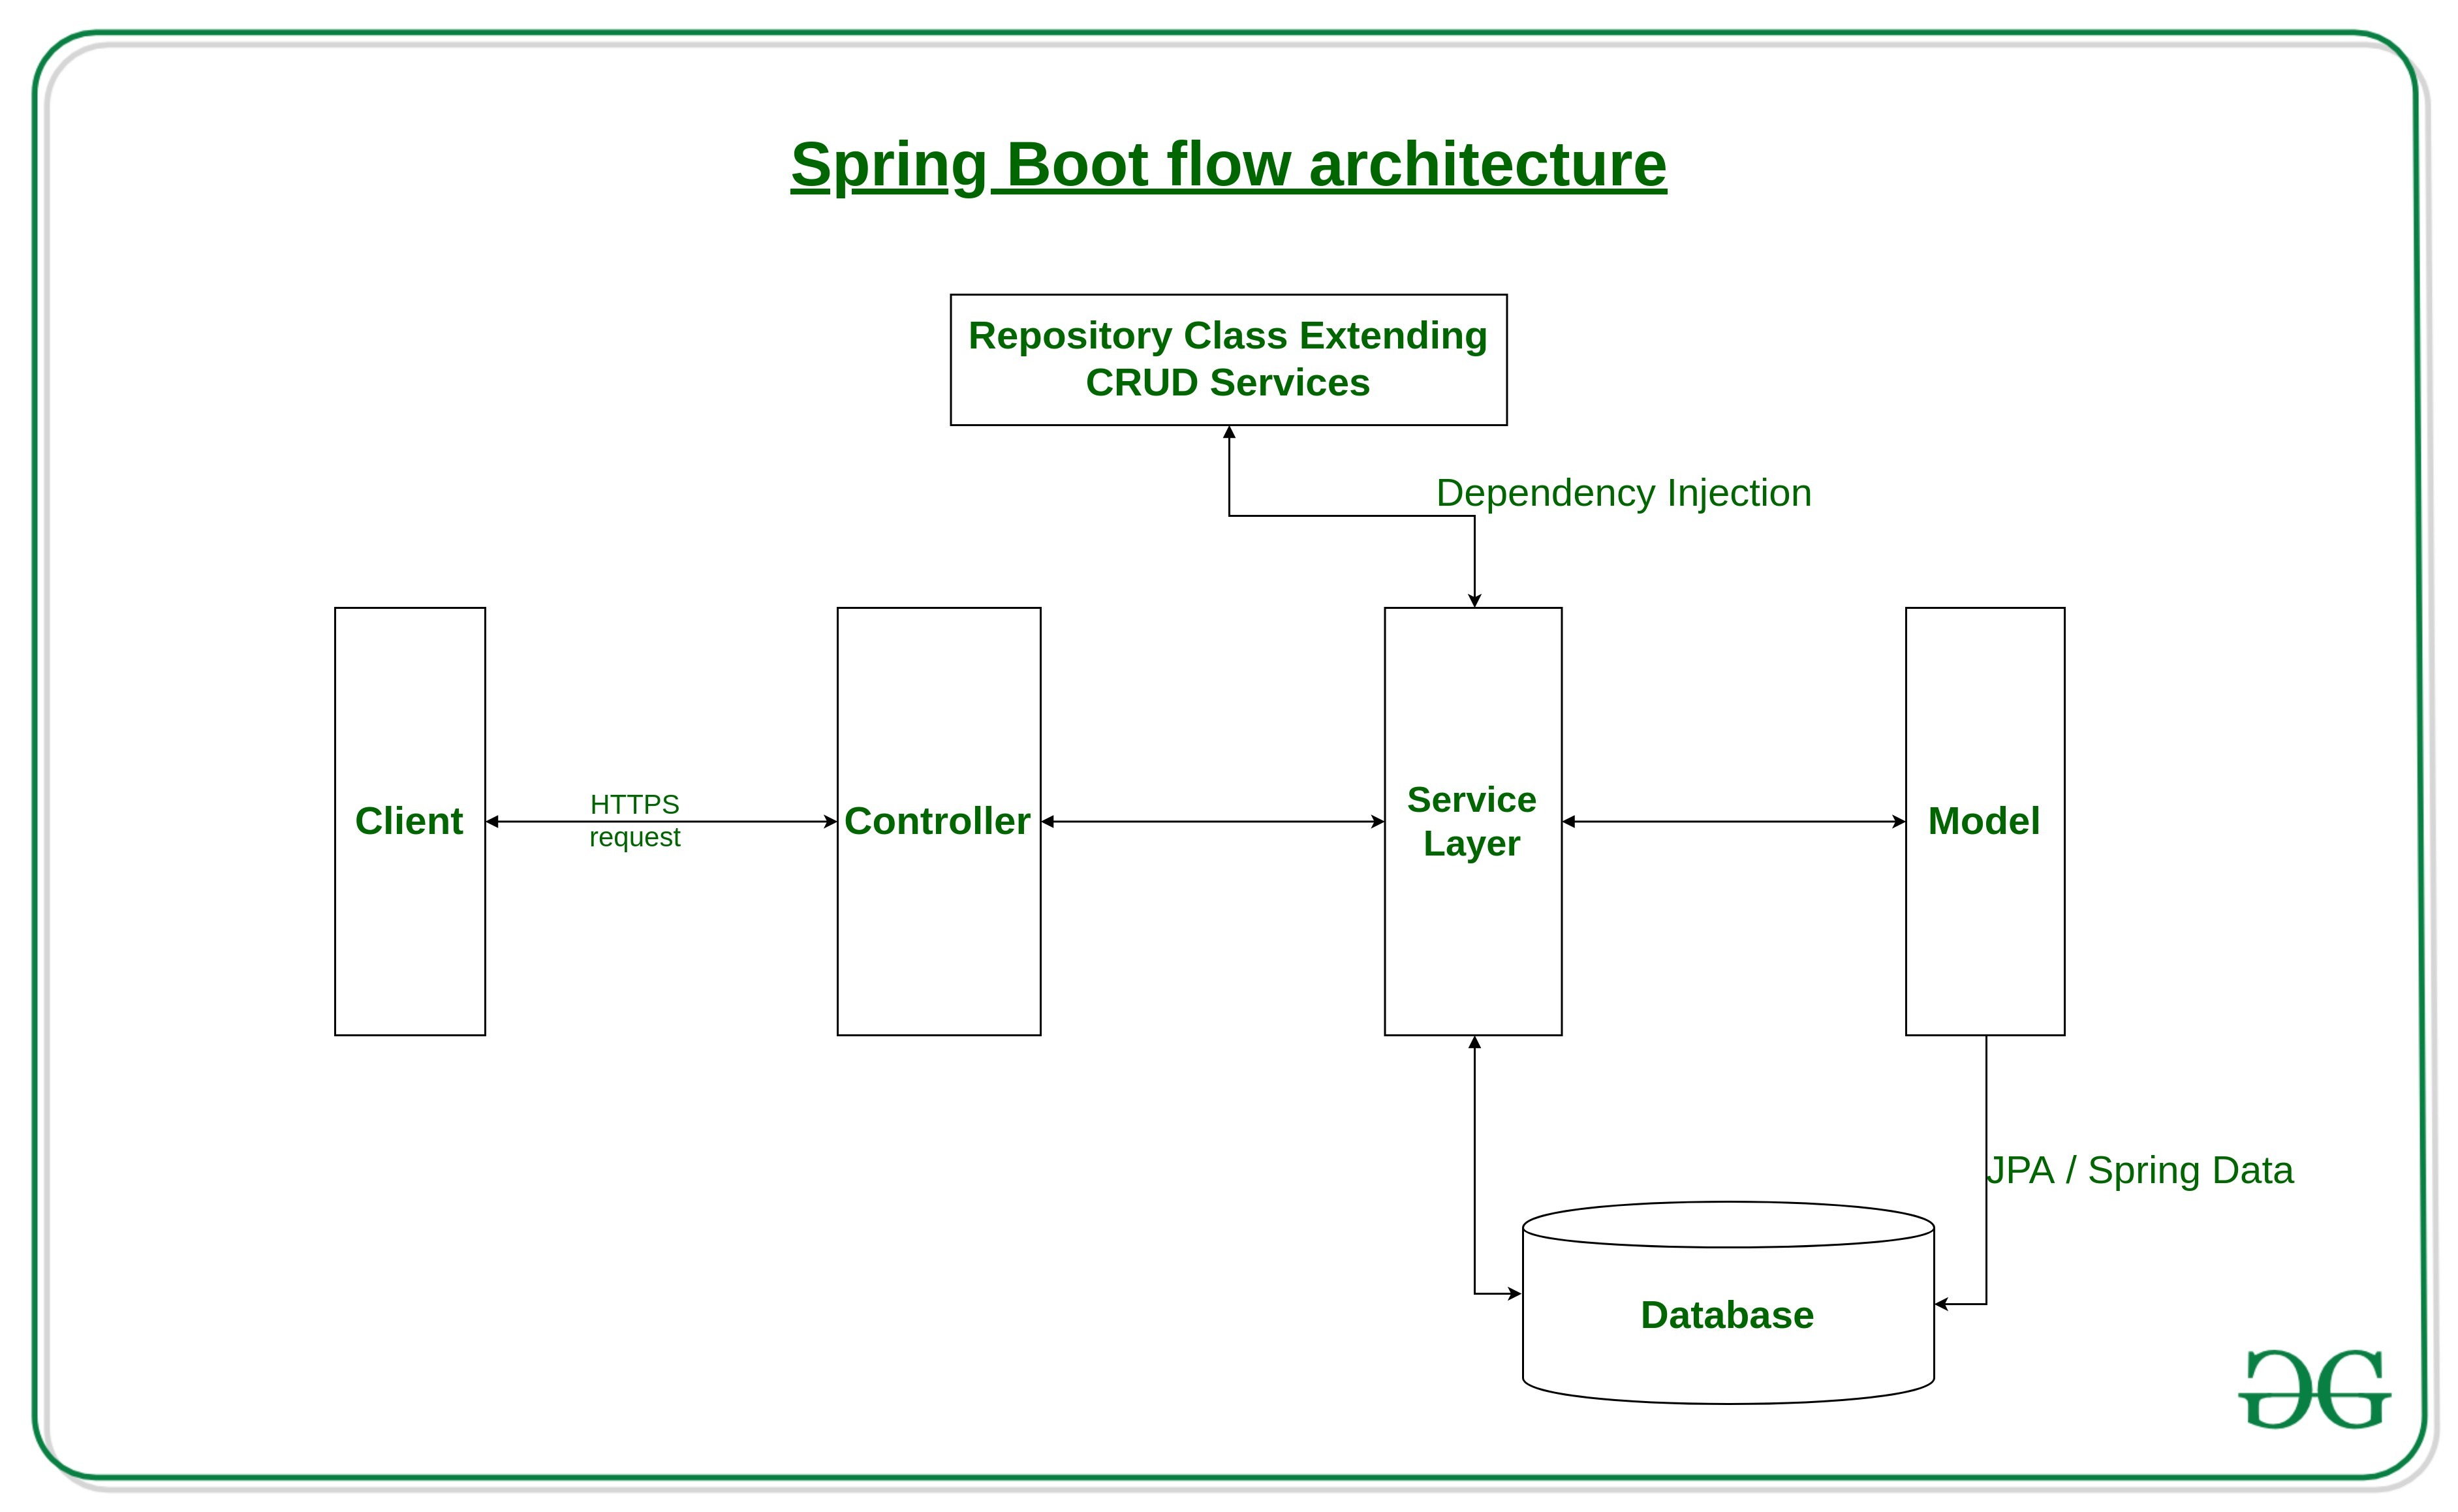 Spring Boot flow architecture
Repository Class Extending
CRUD Services
Dependency Injection
Client
HTTPS
request
Controller
Service
Layer
Model
JPA / Spring Data
Database